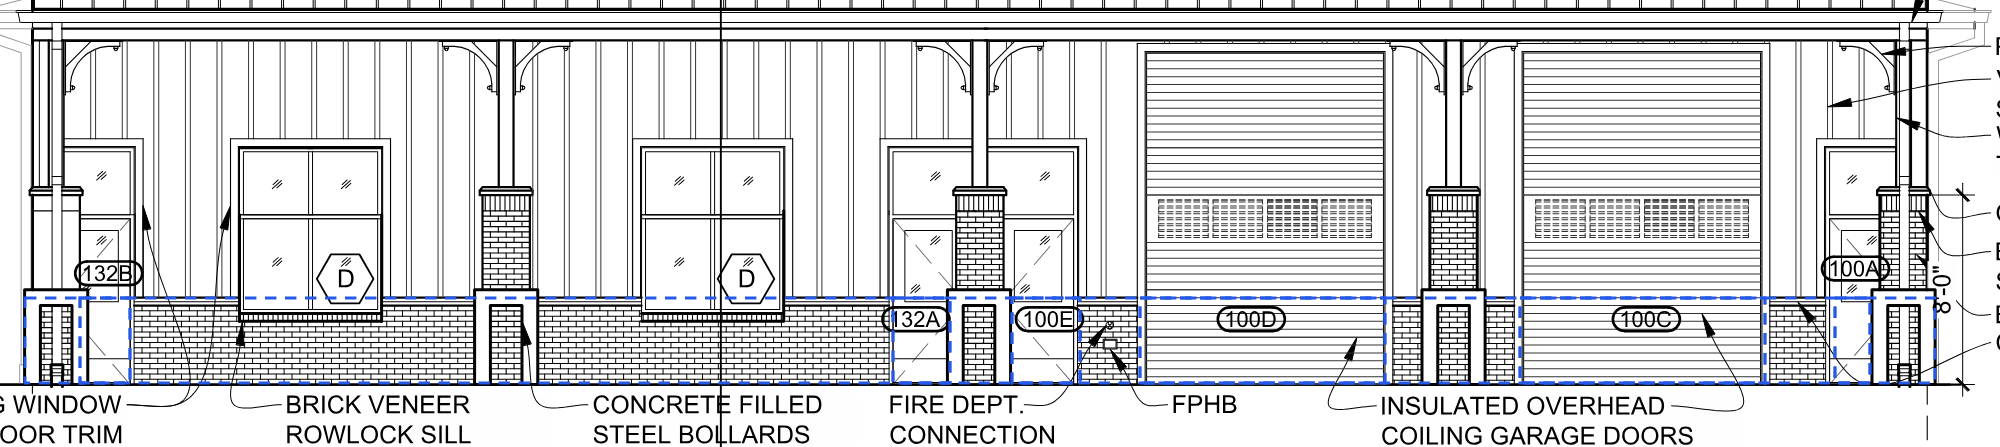 132B
D
D
132A
100E
100D
100C
100A
8'-0"
G WINDOW
OOR TRIM
BRICK VENEER
ROWLOCK SILL
CONCRETE FILLED
STEEL BOLLARDS
FIRE DEPT.
CONNECTION
FPHB
INSULATED OVERHEAD
COILING GARAGE DOORS